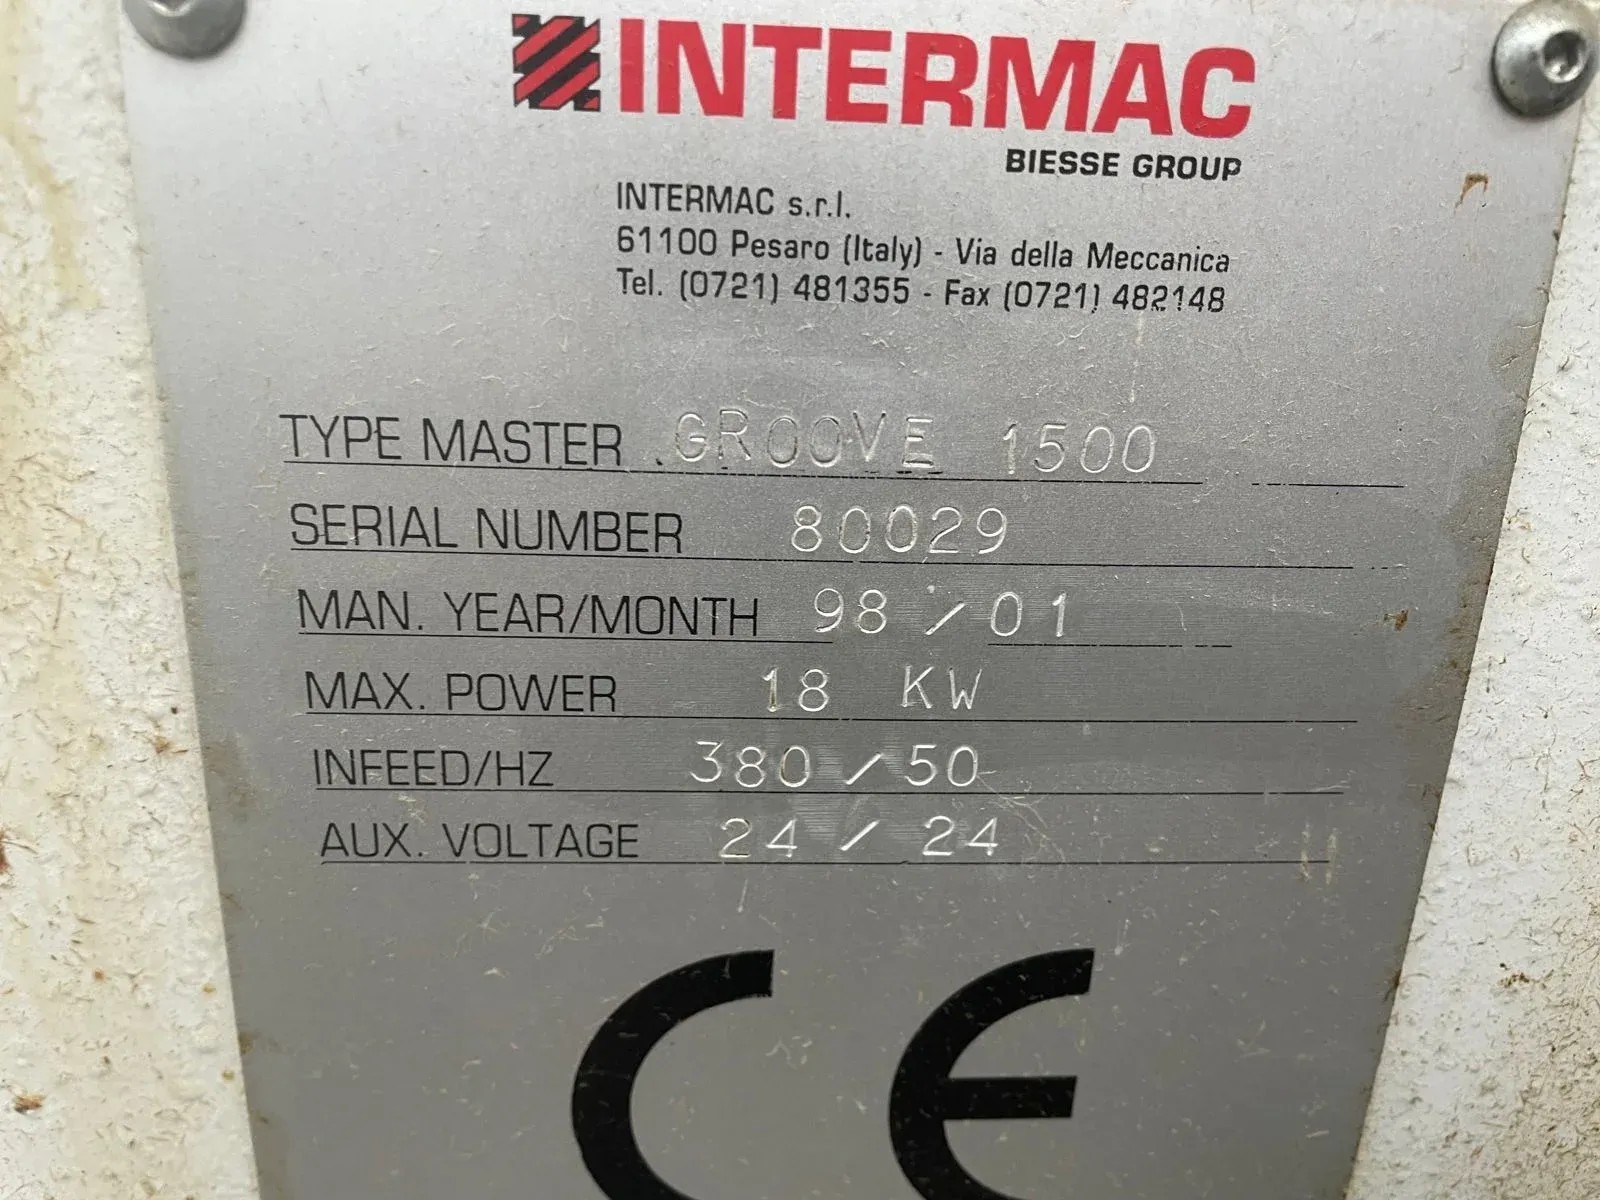 INTERMAC
BIESSE GROUP
INTERMAC s.r.l.
61100 Pesaro (Italy) - Via della Meccanica
Tel. (0721) 481355 - Fax (0721) 482148
TYPE MASTER GROOVE 1500
SERIAL NUMBER 80029
MAN. YEAR/MONTH 98 / 01
MAX. POWER 18 KW
INFEED/HZ 380 / 50
AUX. VOLTAGE 24 / 24
CE